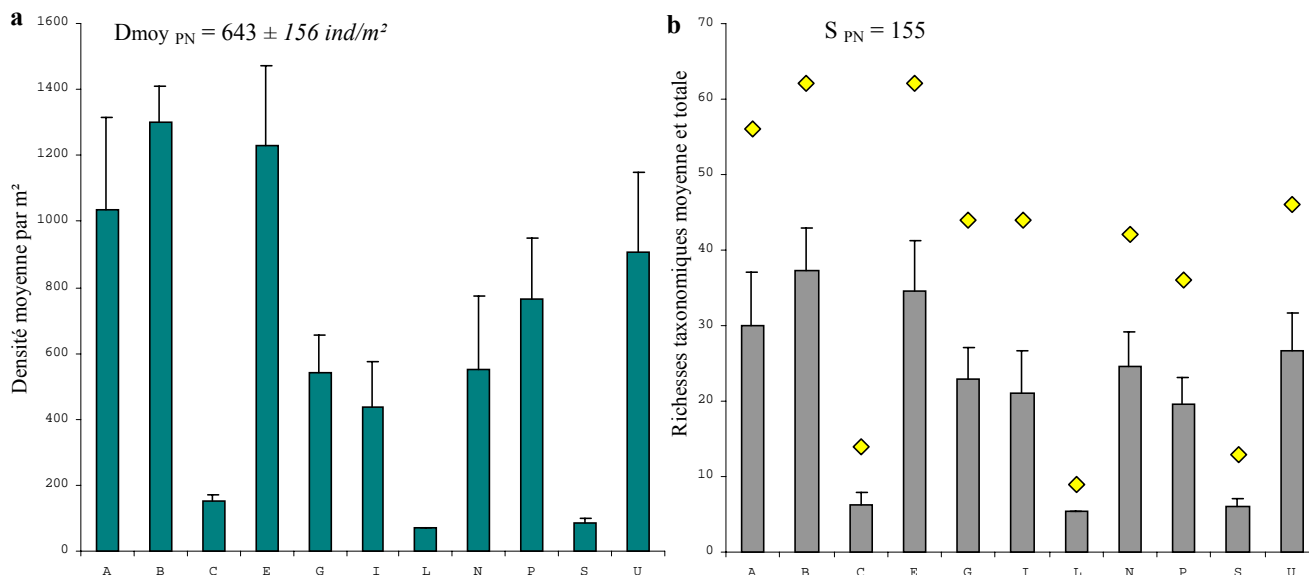 a
Dmoy PN = 643 ± 156 ind/m²
Densité moyenne par m²
1600
1400
1200
1000
800
600
400
200
0
A B C E G I L N P S U
b
S PN = 155
Richesses taxonomiques moyenne et totale
70
60
50
40
30
20
10
0
A B C E G I L N P S U